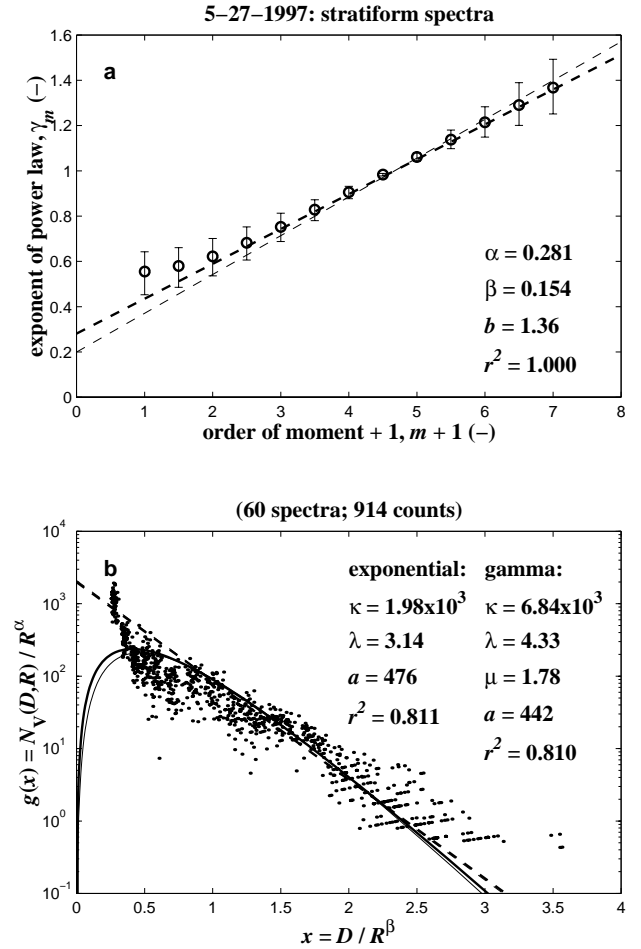 5–27–1997: stratiform spectra
1.6
1.4
1.2
1
0.8
0.6
0.4
0.2
0
a
exponent of power law, γm (–)
α = 0.281
β = 0.154
b = 1.36
r² = 1.000
0 1 2 3 4 5 6 7 8
order of moment + 1, m + 1 (–)
(60 spectra; 914 counts)
10⁴
10³
10²
10¹
10⁰
10⁻¹
b
g(x) = NV(D,R) / Rα
exponential: gamma:
κ = 1.98x10³ κ = 6.84x10³
λ = 3.14 λ = 4.33
a = 476 μ = 1.78
r² = 0.811 a = 442
r² = 0.810
0 0.5 1 1.5 2 2.5 3 3.5 4
x = D / Rβ